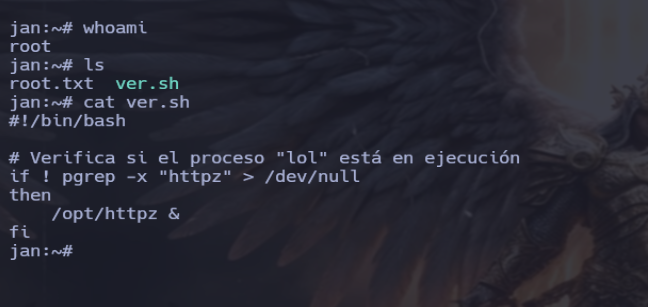 jan:~# whoami
root
jan:~# ls
root.txt  ver.sh
jan:~# cat ver.sh
#!/bin/bash

# Verifica si el proceso "lol" está en ejecución
if ! pgrep -x "httpz" > /dev/null
then
    /opt/httpz &
fi
jan:~#